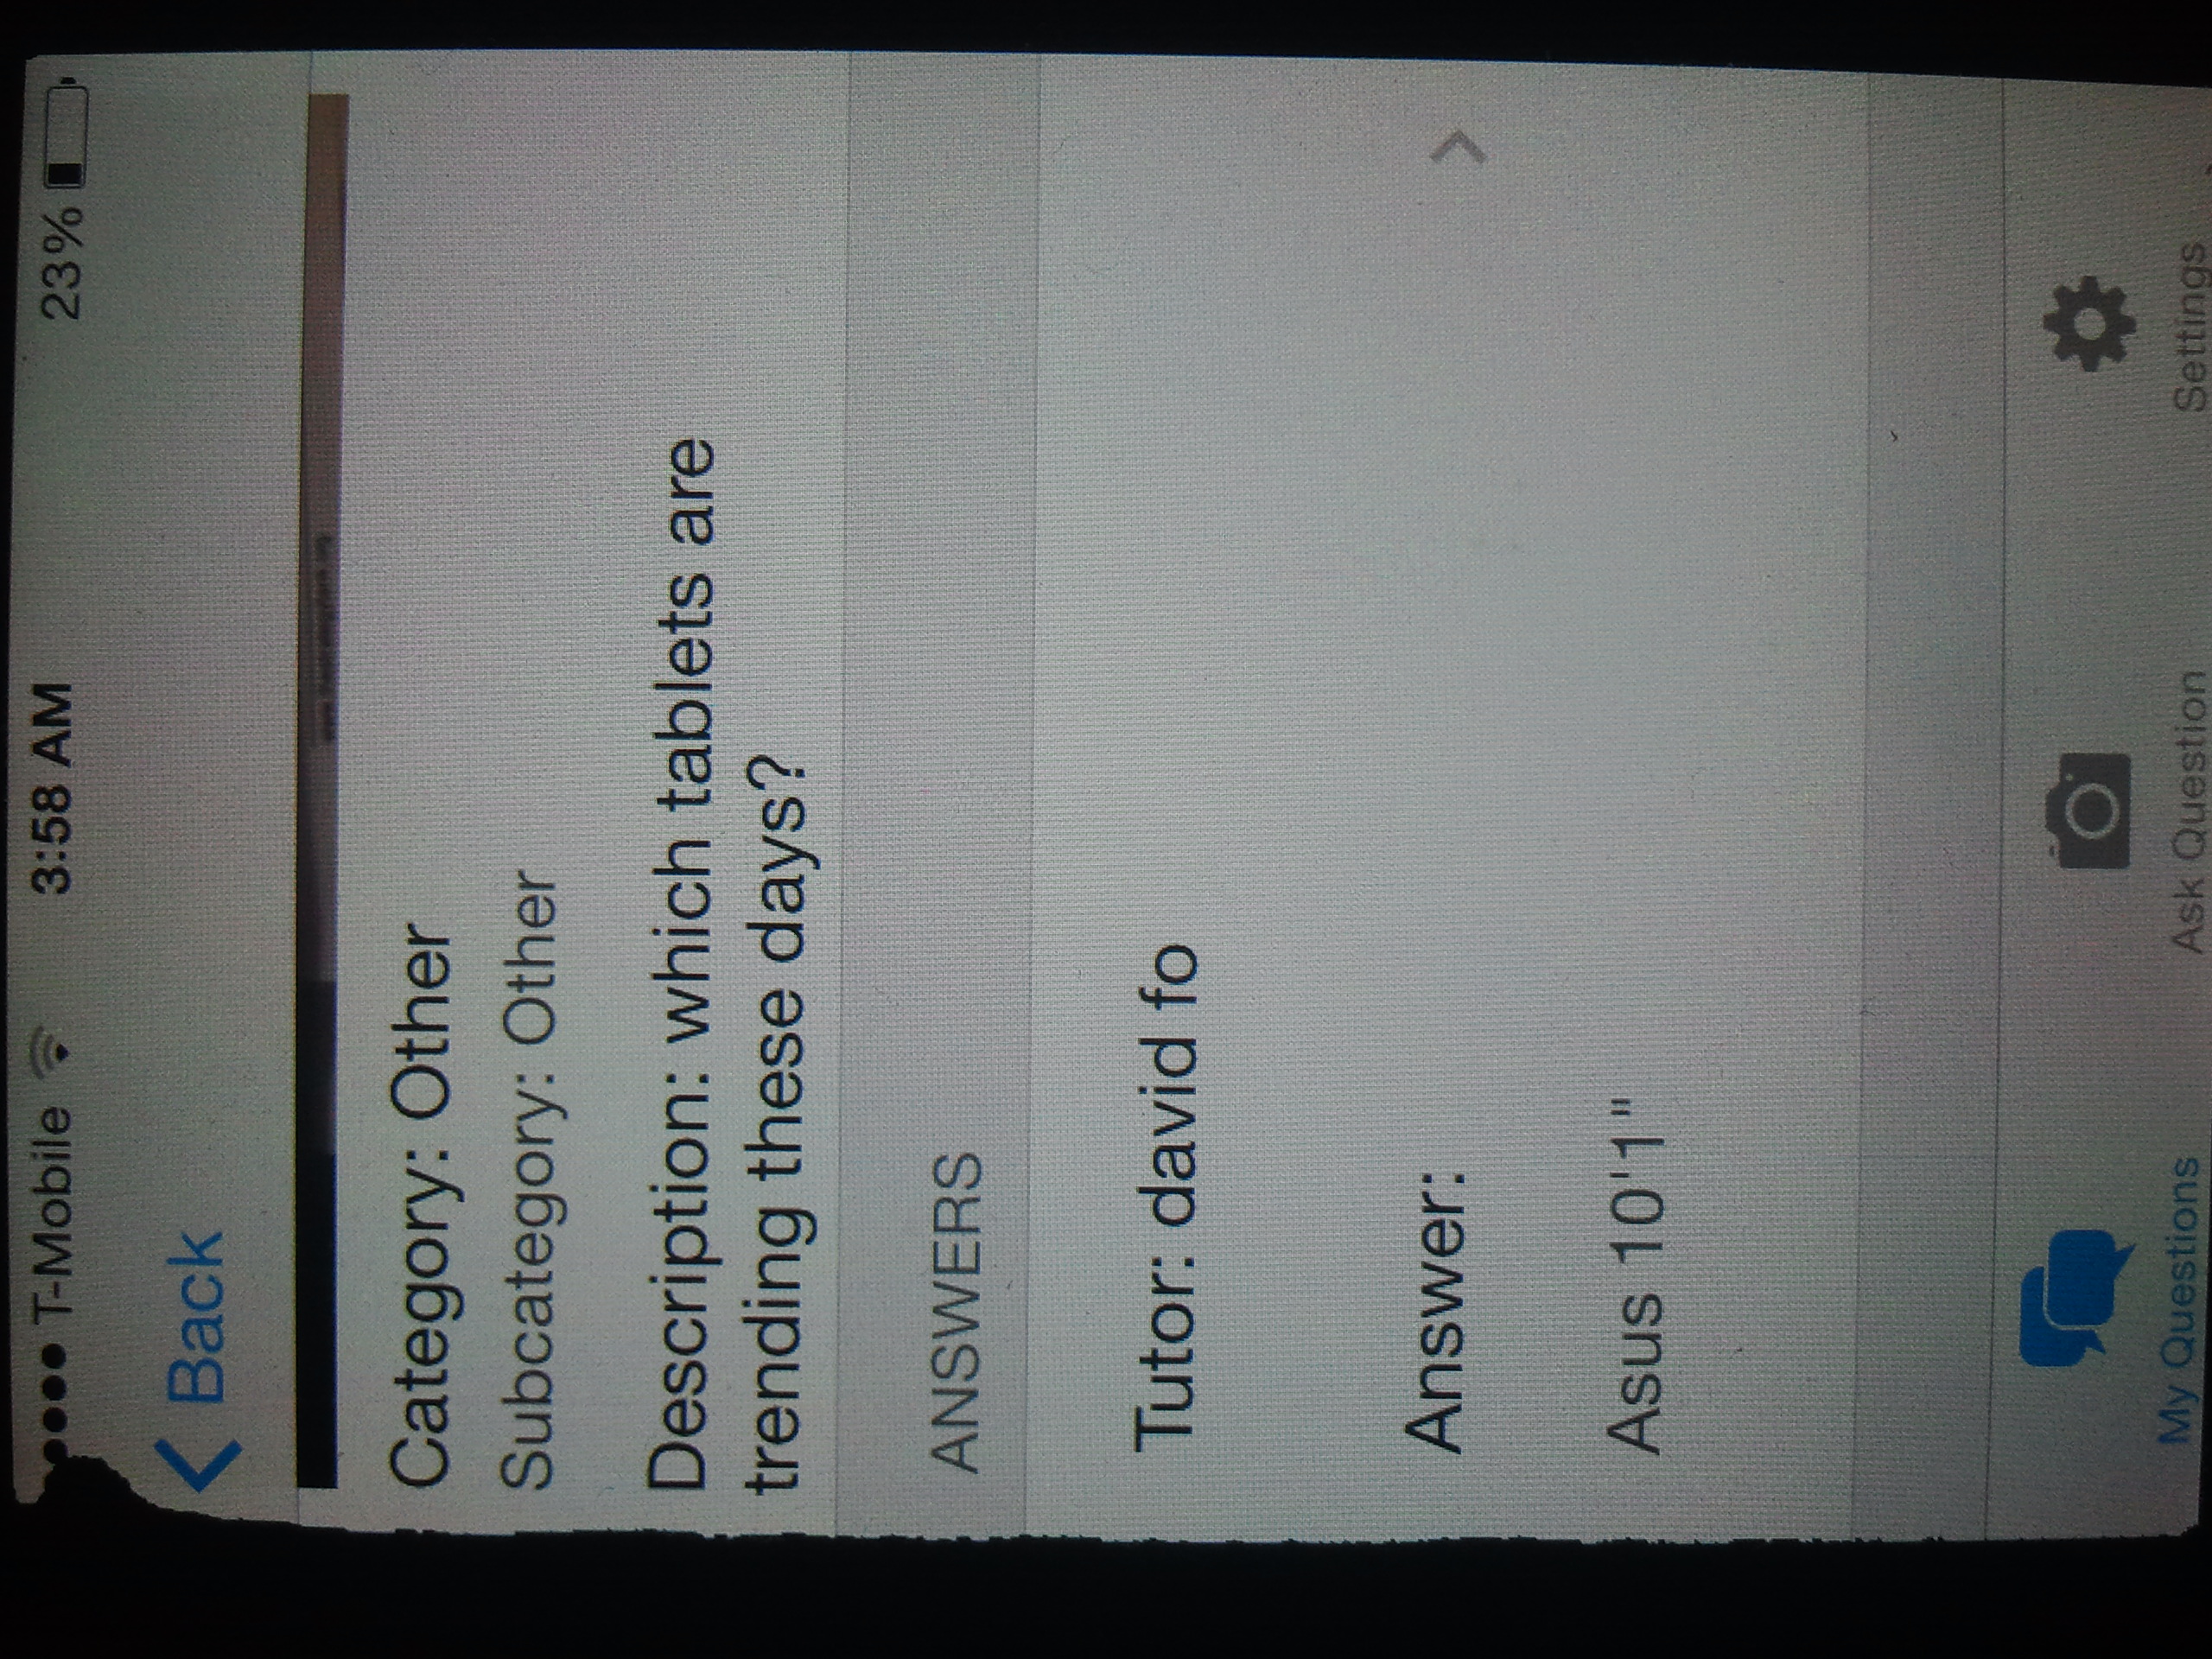 T-Mobile 3:58 AM 23%
Back
Category: Other
Subcategory: Other
Description: which tablets are
trending these days?
ANSWERS
Tutor: david fo
Answer:
Asus 10'1"
My Questions Ask Question Settings